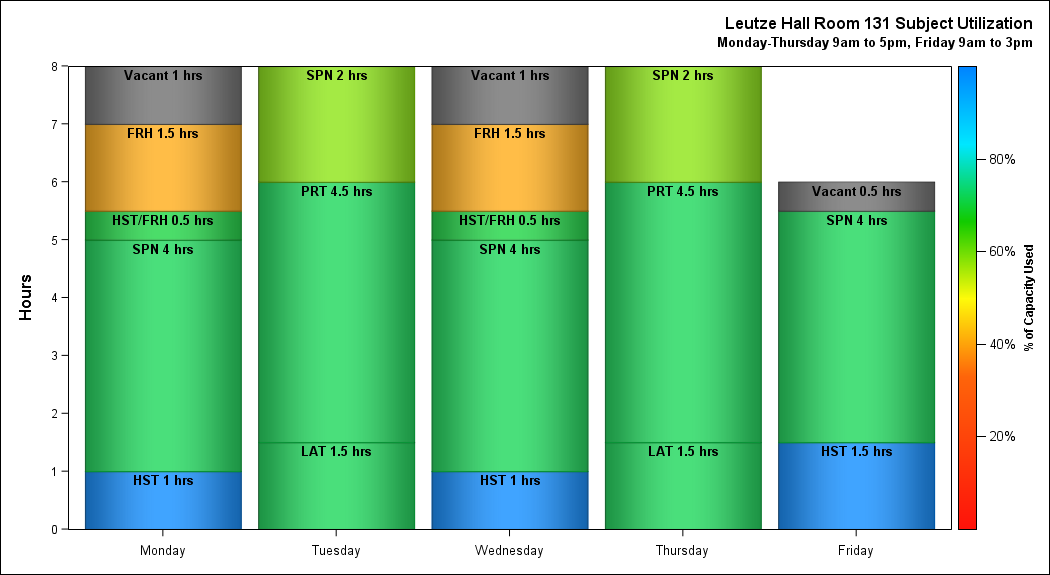 Leutze Hall Room 131 Subject Utilization
Monday-Thursday 9am to 5pm, Friday 9am to 3pm
Hours
8
7
6
5
4
3
2
1
0
Vacant 1 hrs
FRH 1.5 hrs
HST/FRH 0.5 hrs
SPN 4 hrs
HST 1 hrs
SPN 2 hrs
PRT 4.5 hrs
LAT 1.5 hrs
Vacant 1 hrs
FRH 1.5 hrs
HST/FRH 0.5 hrs
SPN 4 hrs
HST 1 hrs
SPN 2 hrs
PRT 4.5 hrs
LAT 1.5 hrs
Vacant 0.5 hrs
SPN 4 hrs
HST 1.5 hrs
Monday
Tuesday
Wednesday
Thursday
Friday
80%
60%
40%
20%
% of Capacity Used